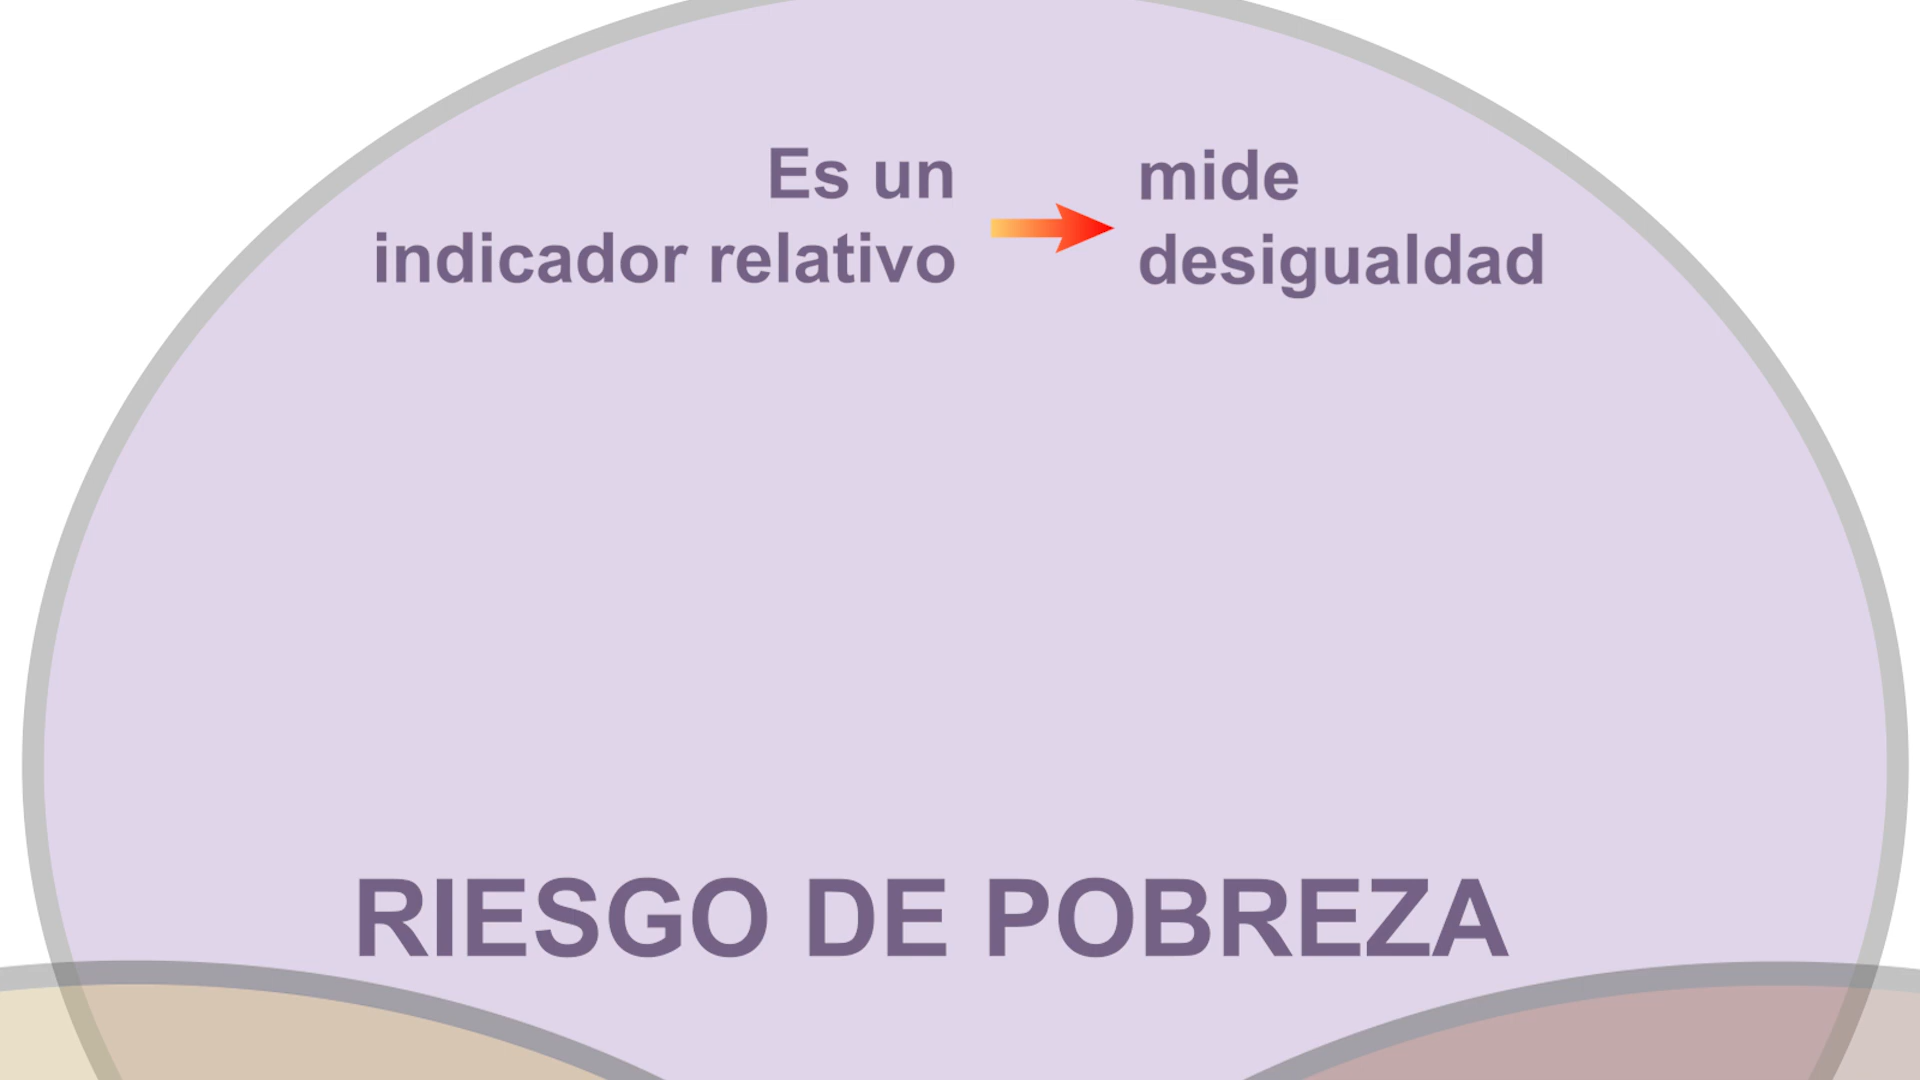 Es un
indicador relativo
mide
desigualdad
RIESGO DE POBREZA